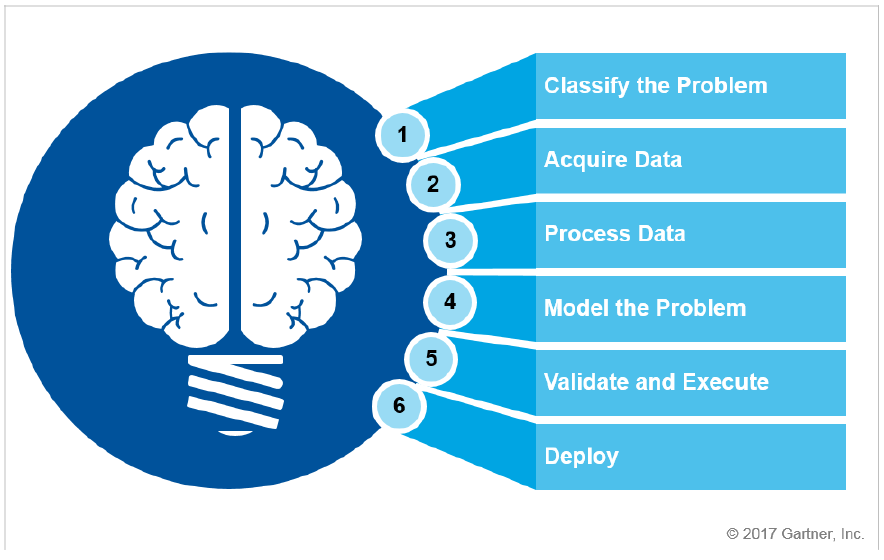 1 Classify the Problem
2 Acquire Data
3 Process Data
4 Model the Problem
5 Validate and Execute
6 Deploy
© 2017 Gartner, Inc.